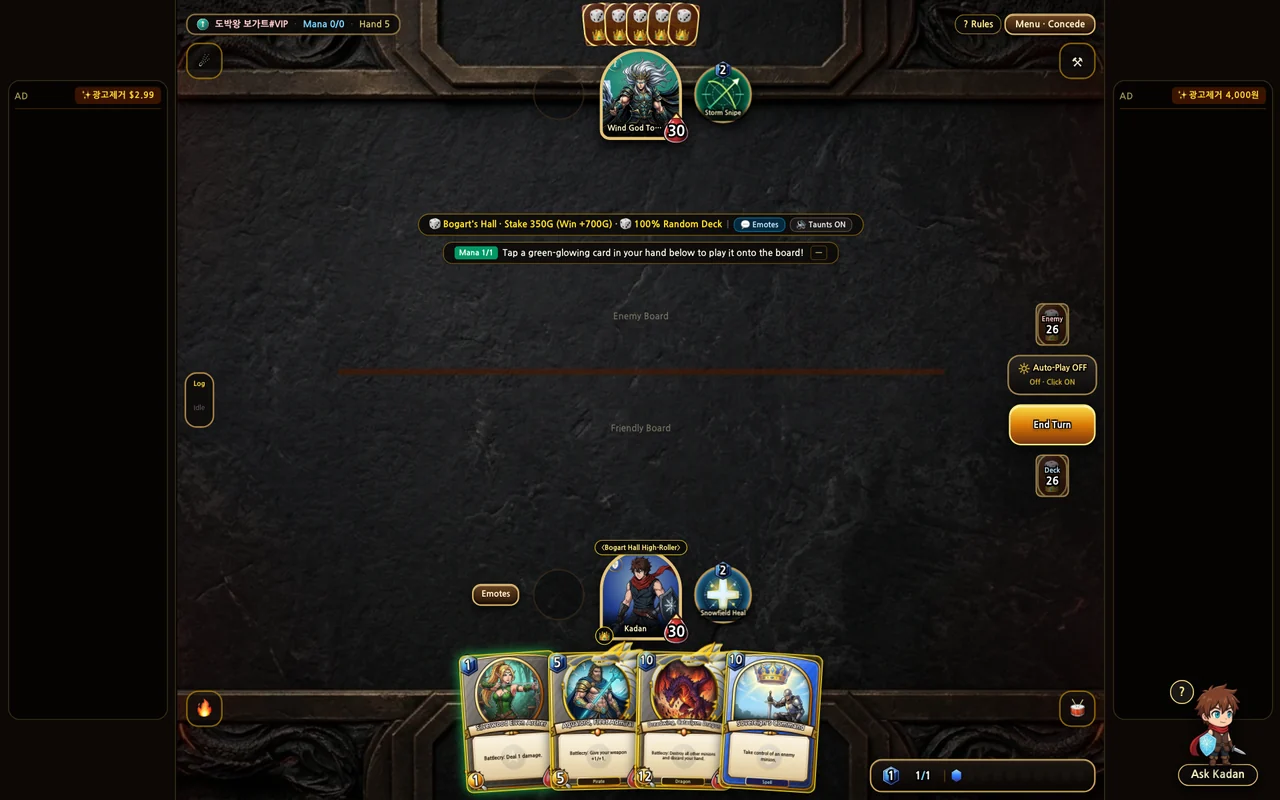 도박왕 보가트#VIP Mana 0/0 · Hand 5
? Rules
Menu · Concede
AD
✨광고제거 $2.99
AD
✨광고제거 4,000원
Wind God To…
30
2
Storm Snipe
Bogart's Hall · Stake 350G (Win +700G) · 🎲 100% Random Deck | 💬 Emotes Taunts ON
Mana 1/1 Tap a green-glowing card in your hand below to play it onto the board! —
Enemy Board
Enemy
26
Auto-Play OFF
Off · Click ON
Log
Idle
End Turn
Friendly Board
Deck
26
〈Bogart Hall High-Roller〉
Emotes
Kadan
30
2
Snowfield Heal
1
Battlecry: Deal 1 damage.
1
5
Battlecry: Give your weapon
+1/+1.
5
Pirate
10
Battlecry: Destroy all other minions
and discard your hand.
12
Dragon
10
Take control of an enemy
minion.
Spell
1 1/1
?
Ask Kadan